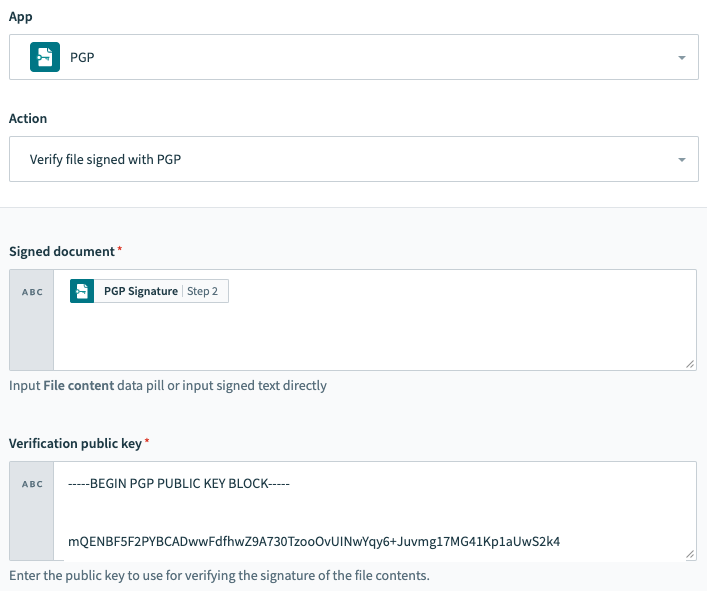 App
PGP
Action
Verify file signed with PGP
Signed document *
ABC
PGP Signature | Step 2
Input File content data pill or input signed text directly
Verification public key *
ABC
-----BEGIN PGP PUBLIC KEY BLOCK-----
mQENBF5F2PYBCADwwFdfhwZ9A730TzooOvUINwYqy6+Juvmg17MG41Kp1aUwS2k4
Enter the public key to use for verifying the signature of the file contents.